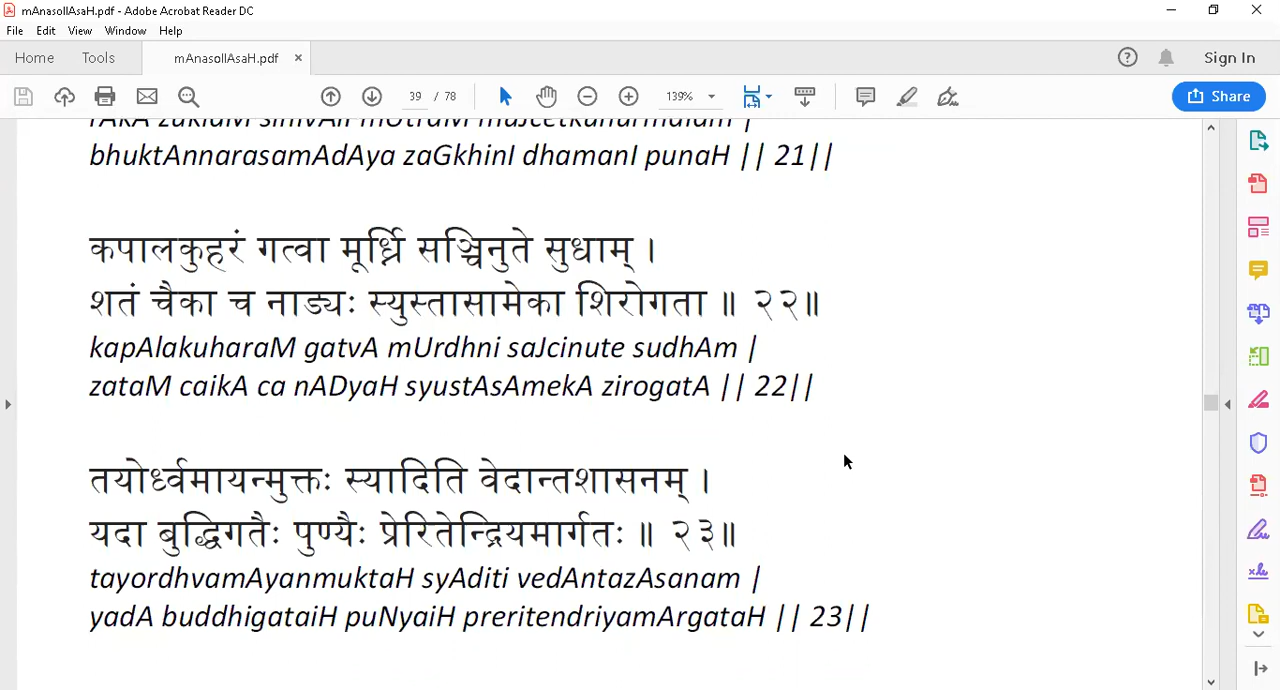 mAnasollAsaH.pdf - Adobe Acrobat Reader DC
File Edit View Window Help
Home Tools mAnasollAsaH.pdf Sign In
39 / 78 139% Share
bhuktAnnarasamAdAya zaGkhinI dhamanI punaH || 21||
कपालकुहरं गत्वा मूर्ध्नि सञ्चिनुते सुधाम् ।
शतं चैका च नाड्यः स्युस्तासामेका शिरोगता ॥ २२॥
kapAlakuharaM gatvA mUrdhni saJcinute sudhAm |
zataM caikA ca nADyaH syustAsAmekA zirogatA || 22||
तयोर्ध्वमायन्मुक्तः स्यादिति वेदान्तशासनम् ।
यदा बुद्धिगतैः पुण्यैः प्रेरितेन्द्रियमार्गतः ॥ २३॥
tayordhvamAyanmuktaH syAditi vedAntazAsanam |
yadA buddhigataiH puNyaiH preritendriyamArgataH || 23||